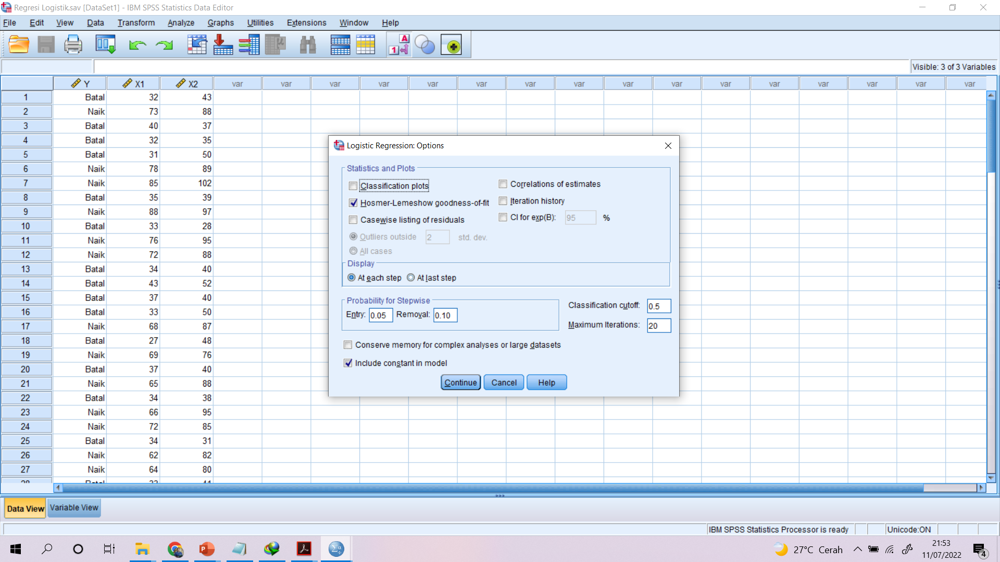 Regresi Logistik.sav [DataSet1] - IBM SPSS Statistics Data Editor
File Edit View Data Transform Analyze Graphs Utilities Extensions Window Help
Visible: 3 of 3 Variables
Y X1 X2 var var var var var var var var var var var var var var var var
1 Batal 32 43
2 Naik 73 88
3 Batal 40 37
4 Batal 32 35
5 Batal 31 50
6 Naik 78 89
7 Naik 85 102
8 Batal 35 39
9 Naik 88 97
10 Batal 33 28
11 Naik 76 95
12 Naik 72 88
13 Batal 34 40
14 Batal 43 52
15 Batal 37 40
16 Batal 33 50
17 Naik 68 87
18 Batal 27 48
19 Naik 69 76
20 Batal 37 40
21 Naik 65 88
22 Batal 34 38
23 Naik 66 95
24 Naik 72 85
25 Batal 34 31
26 Naik 62 82
27 Naik 64 80
Logistic Regression: Options
Statistics and Plots
Classification plots
Correlations of estimates
Hosmer-Lemeshow goodness-of-fit
Iteration history
Casewise listing of residuals
CI for exp(B): 95 %
Outliers outside 2 std. dev.
All cases
Display
At each step At last step
Probability for Stepwise
Entry: 0.05 Removal: 0.10
Classification cutoff: 0.5
Maximum Iterations: 20
Conserve memory for complex analyses or large datasets
Include constant in model
Continue Cancel Help
Data View Variable View
IBM SPSS Statistics Processor is ready
Unicode:ON
27°C Cerah
21:53
11/07/2022
4